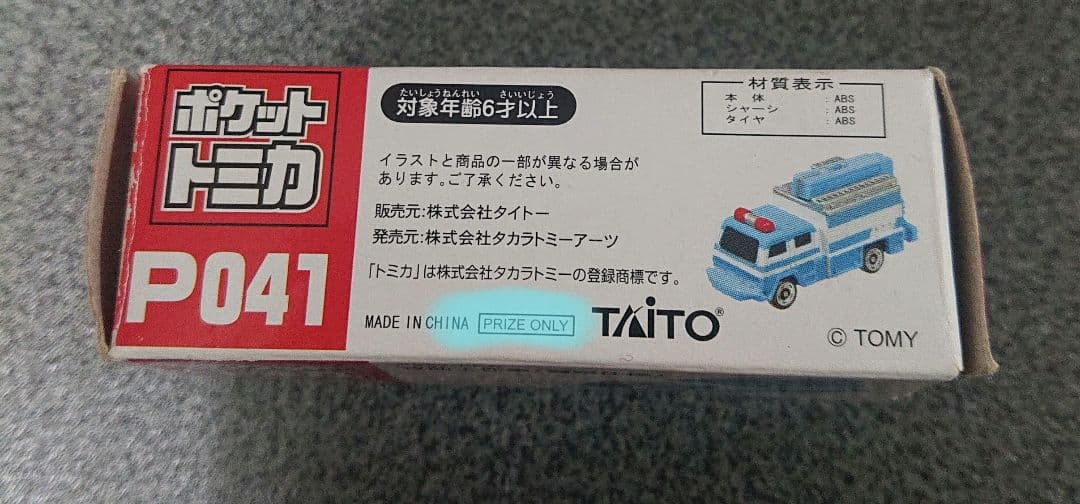 ポケット
トミカ
P041
たいしょうねんれい さいいじょう
対象年齢6才以上
材質表示
本体 : ABS
シャーシ : ABS
タイヤ : ABS
イラストと商品の一部が異なる場合が
あります。ご了承ください。
販売元:株式会社タイトー
発売元:株式会社タカラトミーアーツ
「トミカ」は株式会社タカラトミーの登録商標です。
MADE IN CHINA PRIZE ONLY TAITO®
© TOMY